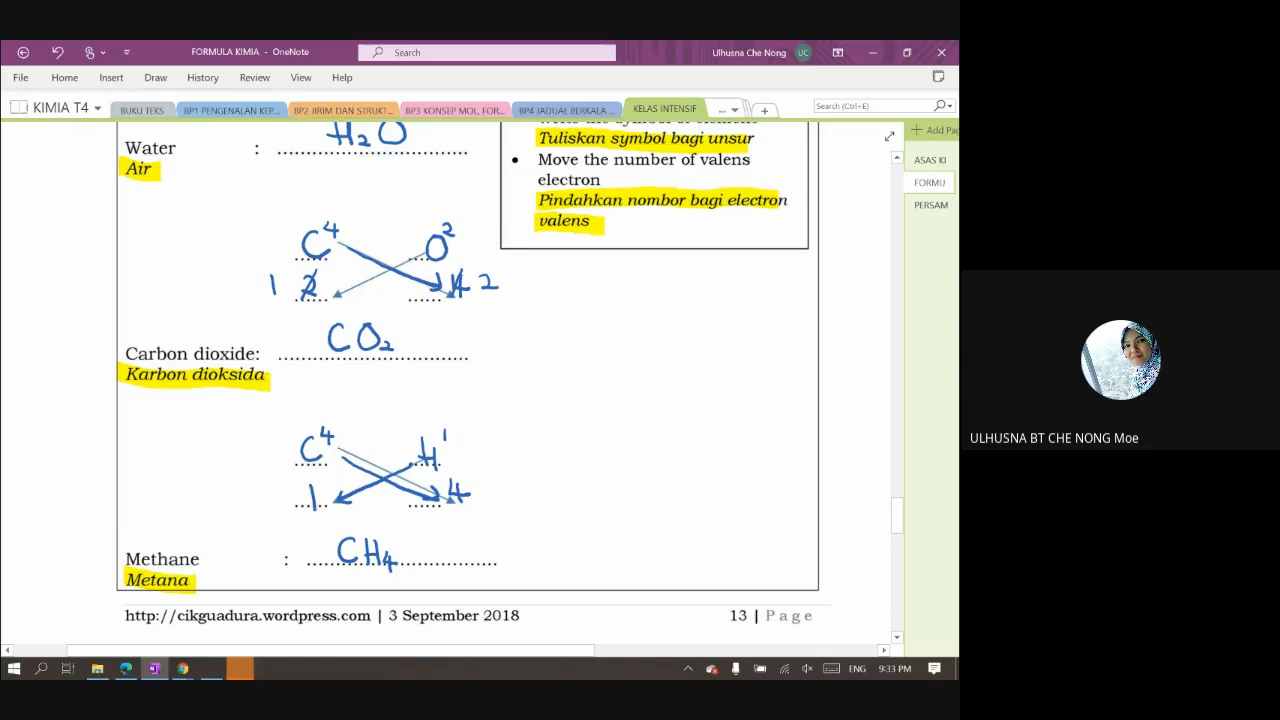 FORMULA KIMIA - OneNote
Search
Ulhusna Che Nong
UC
File Home Insert Draw History Review View Help
KIMIA T4
BUKU TEKS
BP1 PENGENALAN KEP...
BP2 JIRIM DAN STRUKT...
BP3 KONSEP MOL, FOR...
BP4 JADUAL BERKALA ...
KELAS INTENSIF
...
Search (Ctrl+E)
Add Pag
ASAS KI
FORMU
PERSAM
H₂O
Water : ................................
Air
Tuliskan symbol bagi unsur
• Move the number of valens
electron
Pindahkan nombor bagi electron
valens
C⁴ O²
1 2 4 2
CO₂
Carbon dioxide: ................................
Karbon dioksida
C⁴ H¹
1 4
CH₄
Methane : ................................
Metana
http://cikguadura.wordpress.com | 3 September 2018
13 | Page
ULHUSNA BT CHE NONG Moe
ENG
9:33 PM